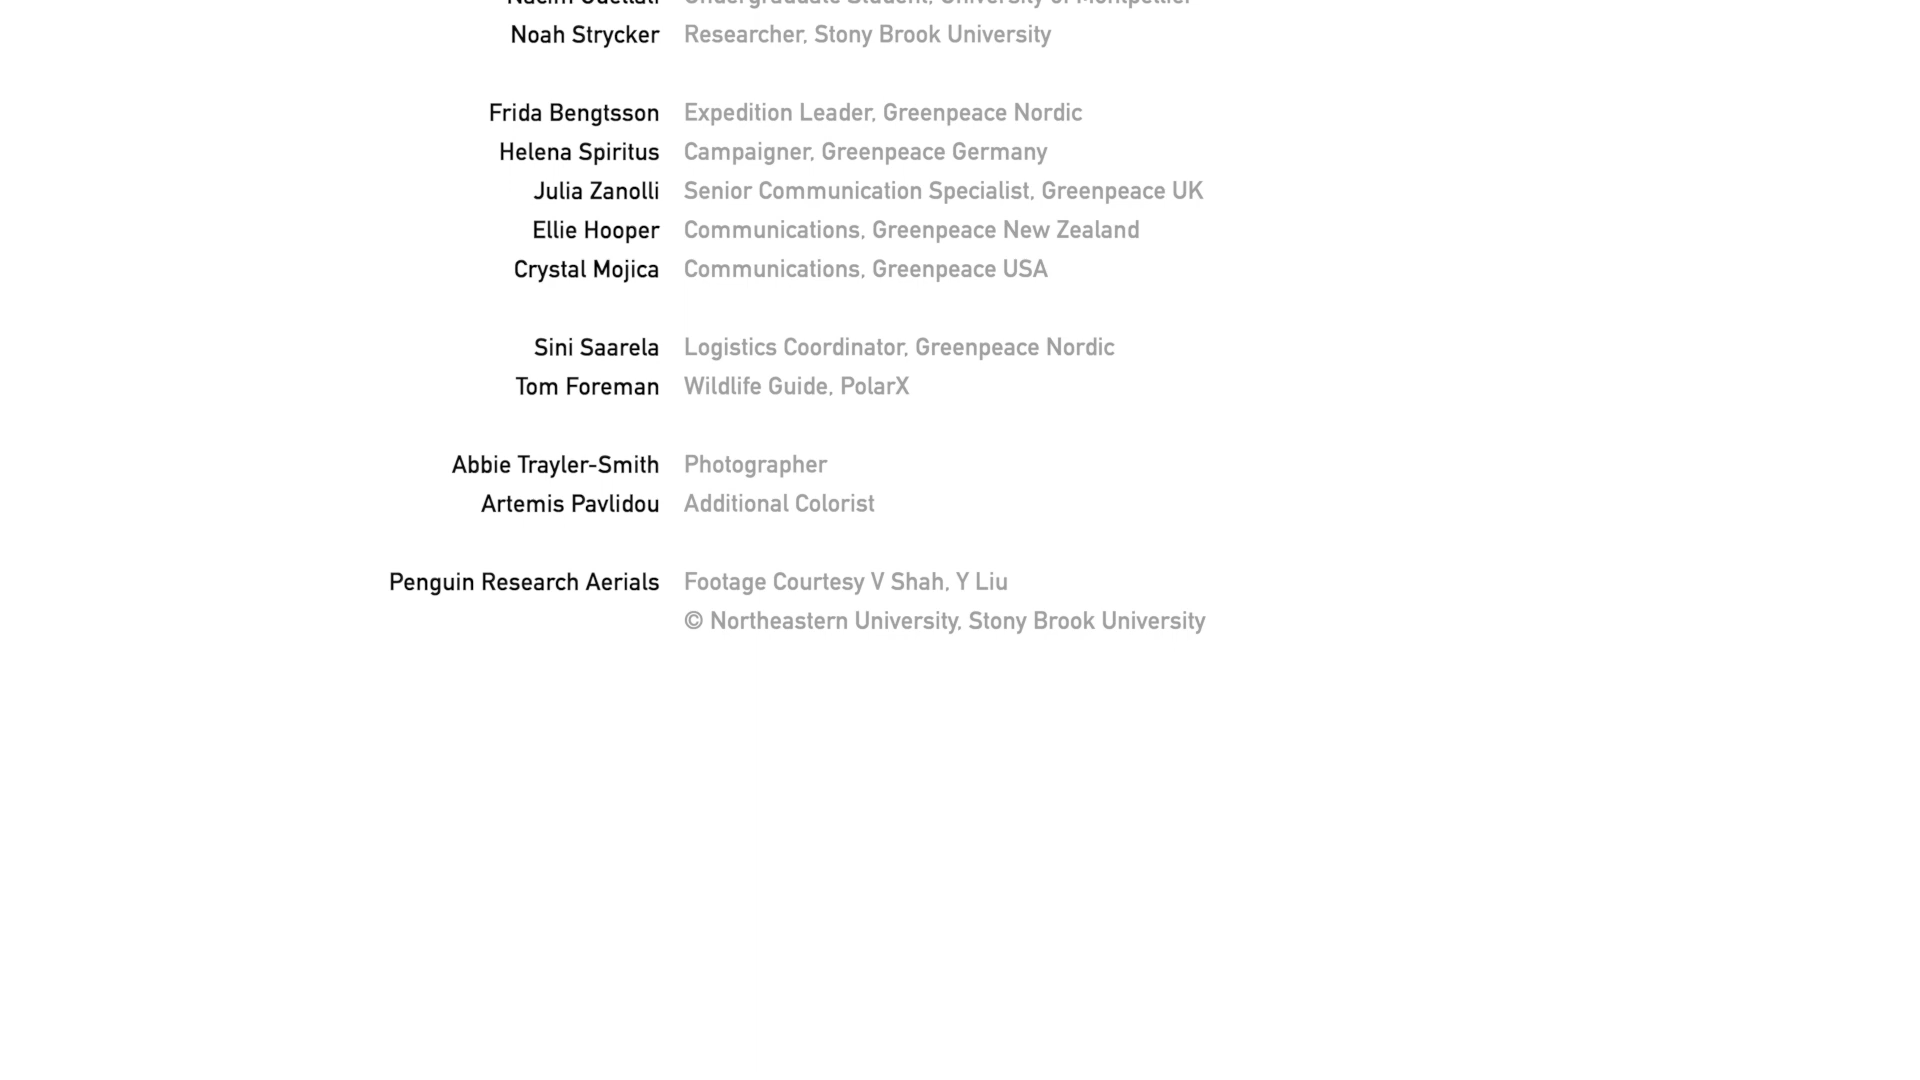 Noah Strycker Researcher, Stony Brook University
Frida Bengtsson Expedition Leader, Greenpeace Nordic
Helena Spiritus Campaigner, Greenpeace Germany
Julia Zanolli Senior Communication Specialist, Greenpeace UK
Ellie Hooper Communications, Greenpeace New Zealand
Crystal Mojica Communications, Greenpeace USA
Sini Saarela Logistics Coordinator, Greenpeace Nordic
Tom Foreman Wildlife Guide, PolarX
Abbie Trayler-Smith Photographer
Artemis Pavlidou Additional Colorist
Penguin Research Aerials Footage Courtesy V Shah, Y Liu
© Northeastern University, Stony Brook University